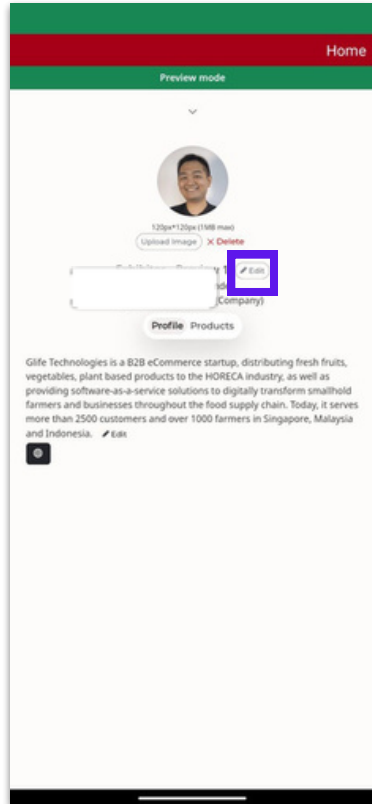 Home
Preview mode
120px*120px (1MB max)
Upload Image × Delete
Edit
Company)
Profile Products
Glife Technologies is a B2B eCommerce startup, distributing fresh fruits,
vegetables, plant based products to the HORECA industry, as well as
providing software-as-a-service solutions to digitally transform smallhold
farmers and businesses throughout the food supply chain. Today, it serves
more than 2500 customers and over 1000 farmers in Singapore, Malaysia
and Indonesia. Edit